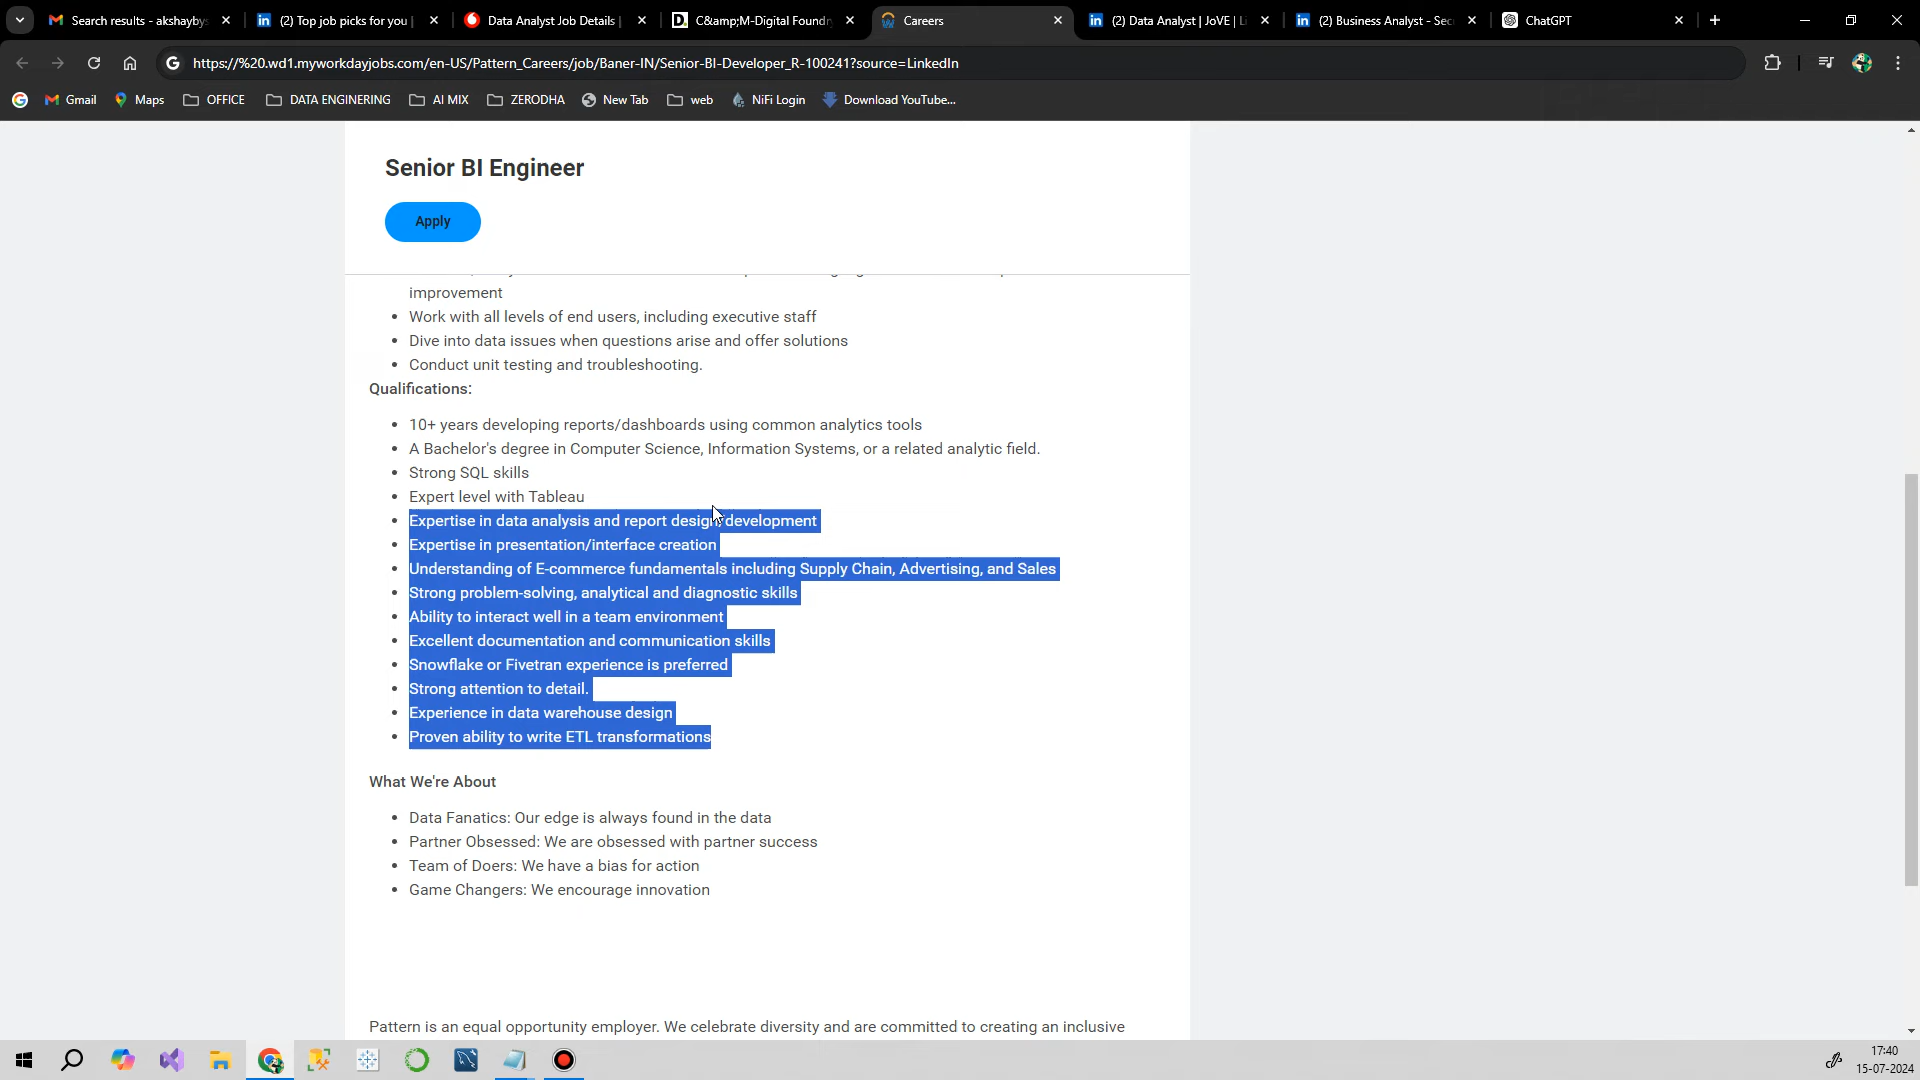 Search results - akshayby
(2) Top job picks for you |
Data Analyst Job Details |
C&amp;M-Digital Foundr
Careers
(2) Data Analyst | JoVE | Li
(2) Business Analyst - Sec
ChatGPT
https://%20.wd1.myworkdayjobs.com/en-US/Pattern_Careers/job/Baner-IN/Senior-BI-Developer_R-100241?source=LinkedIn
Gmail
Maps
OFFICE
DATA ENGINERING
AI MIX
ZERODHA
New Tab
web
NiFi Login
Download YouTube...
Senior BI Engineer
Apply
improvement
• Work with all levels of end users, including executive staff
• Dive into data issues when questions arise and offer solutions
• Conduct unit testing and troubleshooting.
Qualifications:
• 10+ years developing reports/dashboards using common analytics tools
• A Bachelor's degree in Computer Science, Information Systems, or a related analytic field.
• Strong SQL skills
• Expert level with Tableau
• Expertise in data analysis and report design/development
• Expertise in presentation/interface creation
• Understanding of E-commerce fundamentals including Supply Chain, Advertising, and Sales
• Strong problem-solving, analytical and diagnostic skills
• Ability to interact well in a team environment
• Excellent documentation and communication skills
• Snowflake or Fivetran experience is preferred
• Strong attention to detail.
• Experience in data warehouse design
• Proven ability to write ETL transformations
What We're About
• Data Fanatics: Our edge is always found in the data
• Partner Obsessed: We are obsessed with partner success
• Team of Doers: We have a bias for action
• Game Changers: We encourage innovation
Pattern is an equal opportunity employer. We celebrate diversity and are committed to creating an inclusive
17:40
15-07-2024